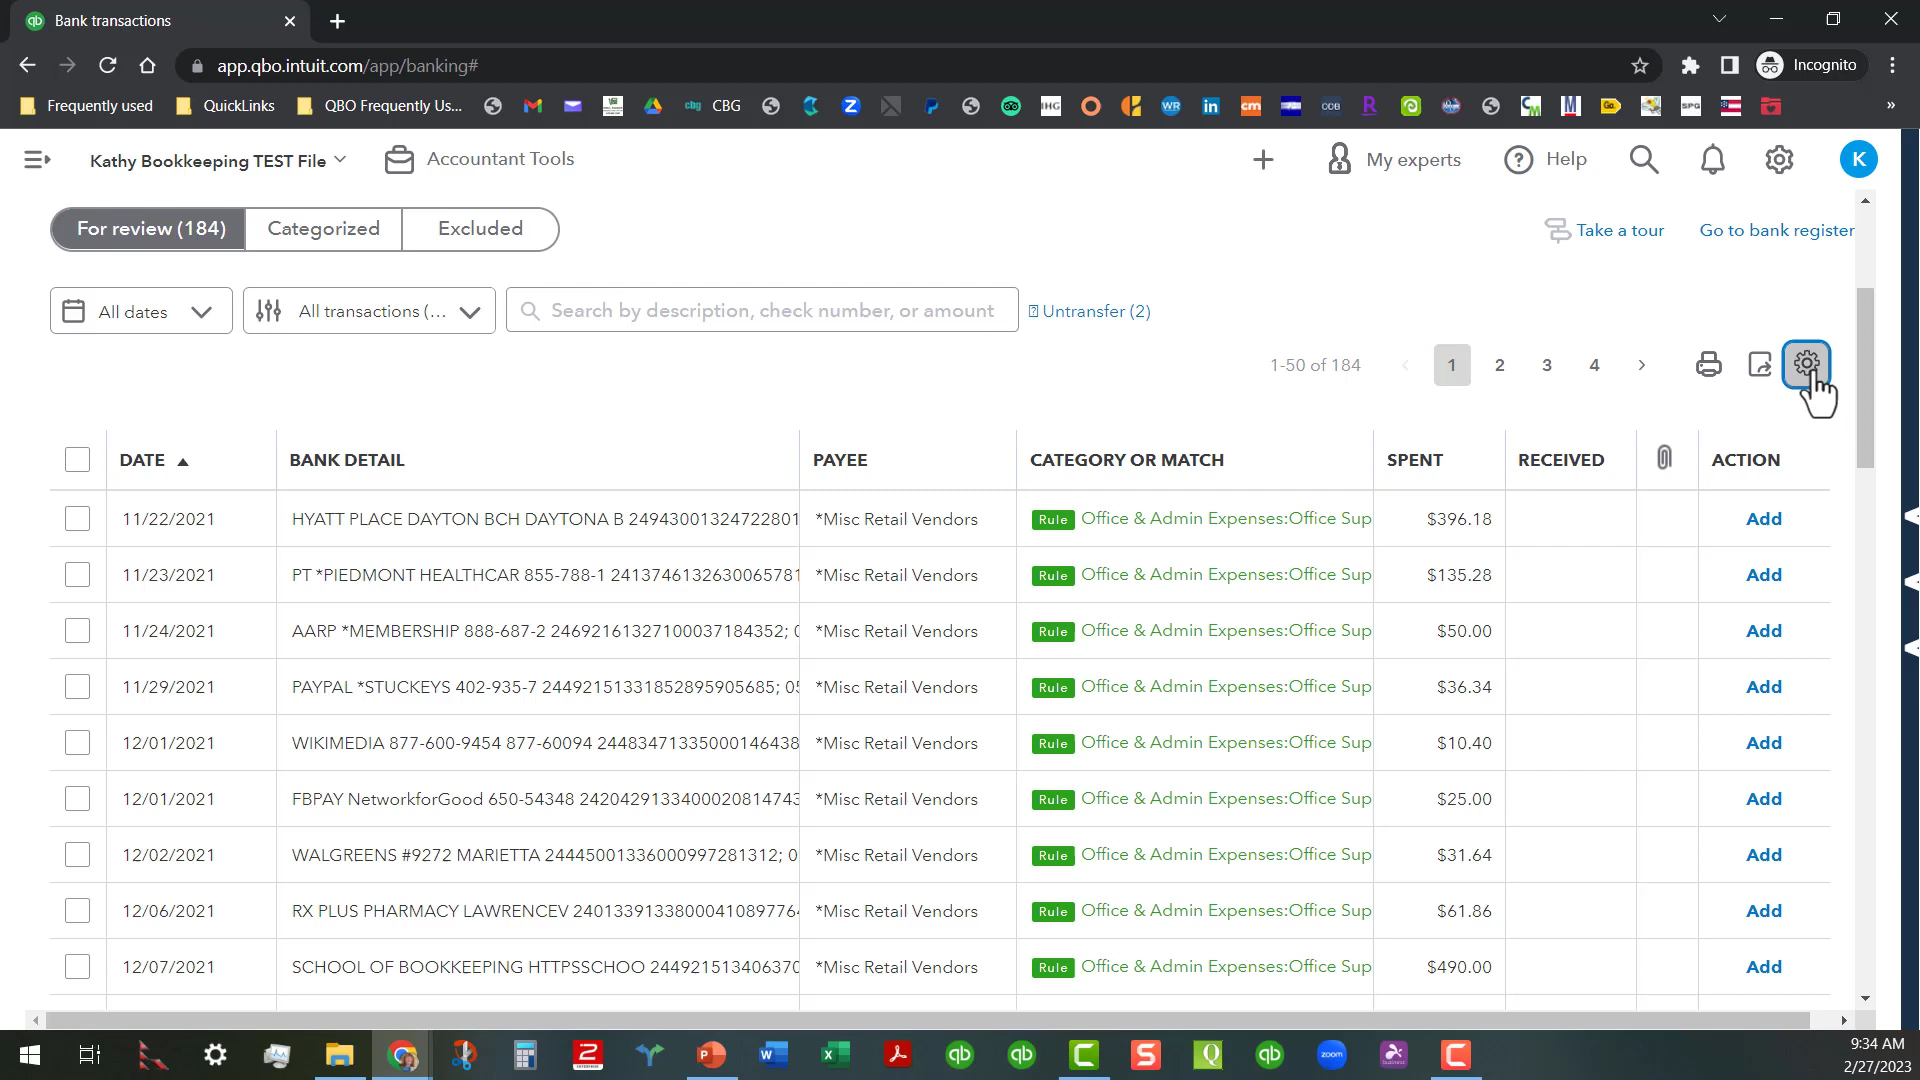 Bank transactions
app.qbo.intuit.com/app/banking#
Incognito
Frequently used
QuickLinks
QBO Frequently Us...
CBG
Kathy Bookkeeping TEST File
Accountant Tools
My experts
Help
K
For review (184)
Categorized
Excluded
Take a tour
Go to bank register
All dates
All transactions (...
Search by description, check number, or amount
Untransfer (2)
1-50 of 184
1 2 3 4
DATE BANK DETAIL PAYEE CATEGORY OR MATCH SPENT RECEIVED ACTION
11/22/2021 HYATT PLACE DAYTON BCH DAYTONA B 24943001324722801 *Misc Retail Vendors Rule Office & Admin Expenses:Office Sup $396.18 Add
11/23/2021 PT *PIEDMONT HEALTHCAR 855-788-1 2413746132630065781 *Misc Retail Vendors Rule Office & Admin Expenses:Office Sup $135.28 Add
11/24/2021 AARP *MEMBERSHIP 888-687-2 24692161327100037184352; *Misc Retail Vendors Rule Office & Admin Expenses:Office Sup $50.00 Add
11/29/2021 PAYPAL *STUCKEYS 402-935-7 24492151331852895905685; 05 *Misc Retail Vendors Rule Office & Admin Expenses:Office Sup $36.34 Add
12/01/2021 WIKIMEDIA 877-600-9454 877-60094 24483471335000146438 *Misc Retail Vendors Rule Office & Admin Expenses:Office Sup $10.40 Add
12/01/2021 FBPAY NetworkforGood 650-54348 2420429133400020814743 *Misc Retail Vendors Rule Office & Admin Expenses:Office Sup $25.00 Add
12/02/2021 WALGREENS #9272 MARIETTA 24445001336000997281312; 0 *Misc Retail Vendors Rule Office & Admin Expenses:Office Sup $31.64 Add
12/06/2021 RX PLUS PHARMACY LAWRENCEV 2401339133800041089776 *Misc Retail Vendors Rule Office & Admin Expenses:Office Sup $61.86 Add
12/07/2021 SCHOOL OF BOOKKEEPING HTTPSSCHOO 244921513406370 *Misc Retail Vendors Rule Office & Admin Expenses:Office Sup $490.00 Add
9:34 AM
2/27/2023